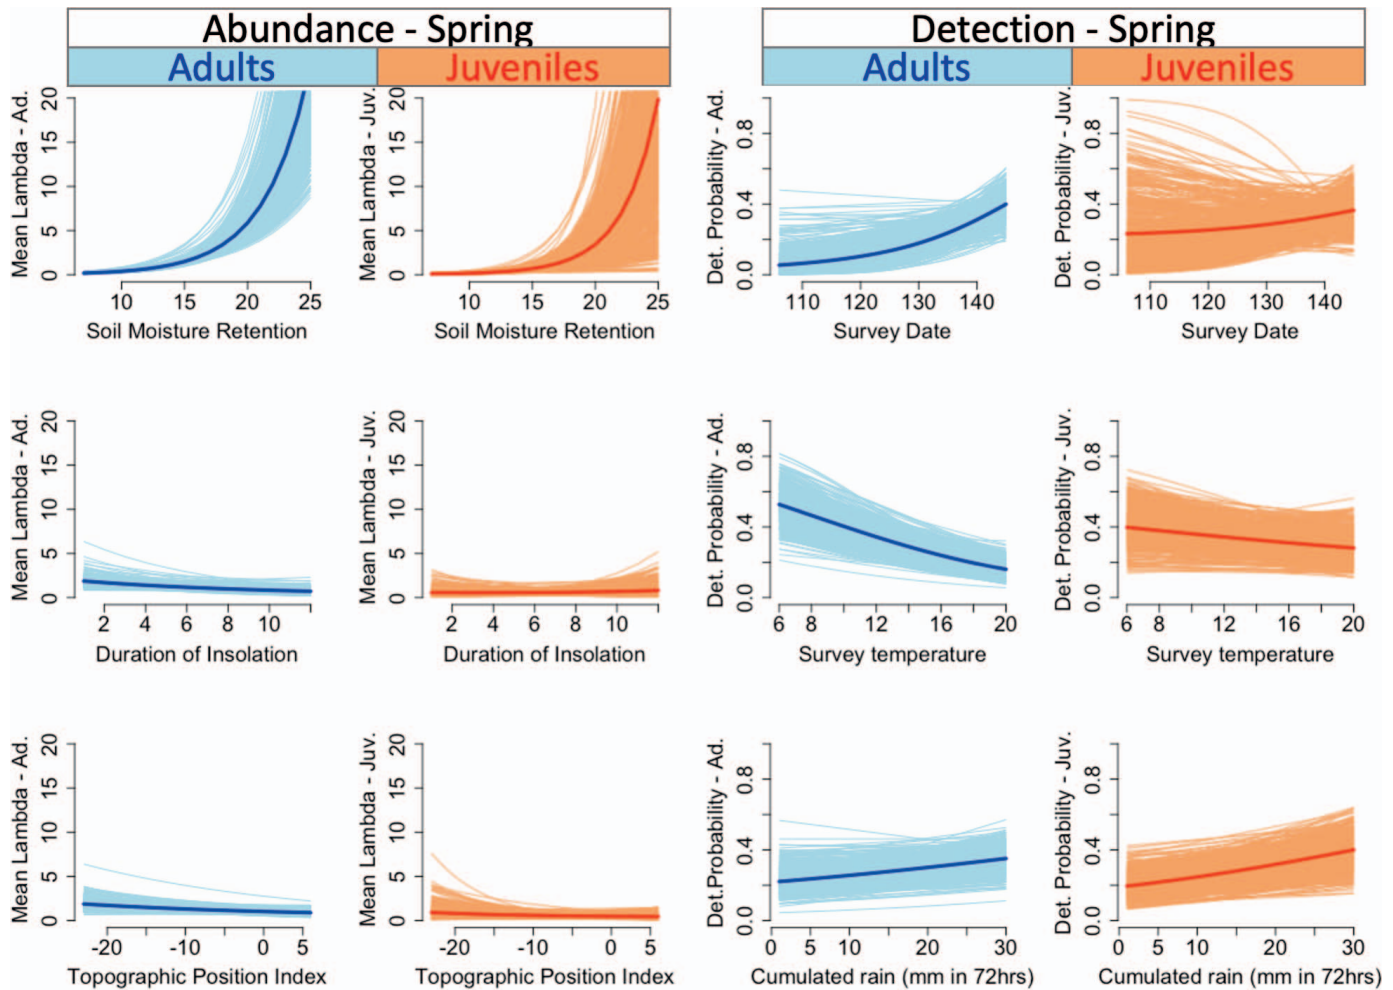 Abundance - Spring
Adults
Juveniles
Detection - Spring
Adults
Juveniles
Mean Lambda - Ad.
0 5 10 15 20
10 15 20 25
Soil Moisture Retention
Mean Lambda - Juv.
0 5 10 15 20
10 15 20 25
Soil Moisture Retention
Det. Probability - Ad.
0.0 0.4 0.8
110 120 130 140
Survey Date
Det. Probability - Juv.
0.0 0.4 0.8
110 120 130 140
Survey Date
Mean Lambda - Ad.
0 5 10 15 20
2 4 6 8 10
Duration of Insolation
Mean Lambda - Juv.
0 5 10 15 20
2 4 6 8 10
Duration of Insolation
Det. Probability - Ad.
0.0 0.4 0.8
6 8 12 16 20
Survey temperature
Det. Probability - Juv.
0.0 0.4 0.8
6 8 12 16 20
Survey temperature
Mean Lambda - Ad.
0 5 10 15 20
-20 -10 0 5
Topographic Position Index
Mean Lambda - Juv.
0 5 10 15 20
-20 -10 0 5
Topographic Position Index
Det.Probability - Ad.
0.0 0.4 0.8
0 5 10 20 30
Cumulated rain (mm in 72hrs)
Det. Probability - Juv.
0.0 0.4 0.8
0 5 10 20 30
Cumulated rain (mm in 72hrs)